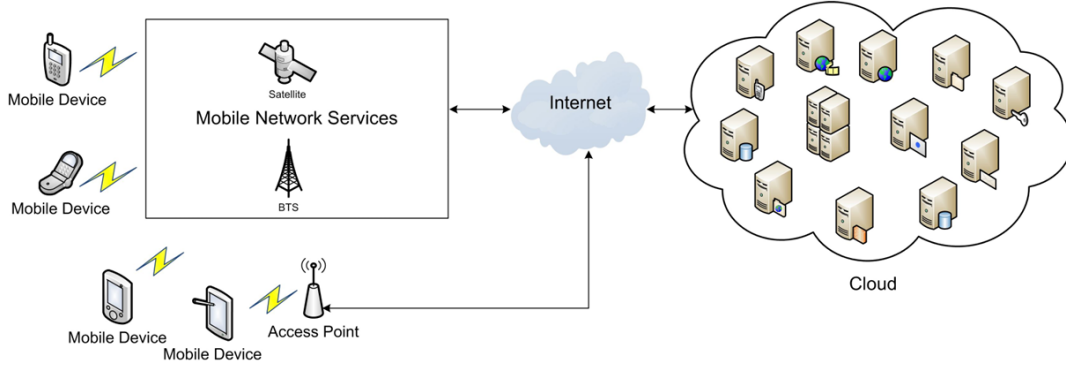 Mobile Device
Satellite
Mobile Network Services
BTS
Mobile Device
Internet
Cloud
Mobile Device
Mobile Device
Access Point